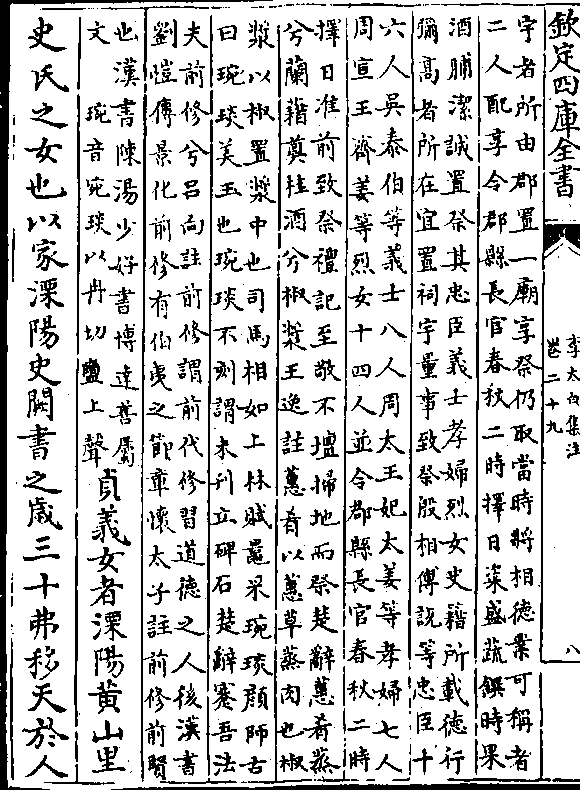 欽定四庫全書
李太白集注
卷二十九
八
宇者所由郡置一廟享祭仍取當時將相德業可稱者
二人配享令郡縣長官春秋二時擇日粢盛蔬饌時果
酒脯潔誠置祭其忠臣義士孝婦烈女史籍所載德行
彌高者所在宜置祠宇量事致祭殷相傅說等忠臣十
六人吳泰伯等義士八人周太王妃太姜等孝婦七人
周宣王齊姜等烈女十四人並令郡縣長官春秋二時
擇日准前致祭禮記至敬不壇掃地而祭楚辭蕙肴蒸
兮蘭藉奠桂酒兮椒漿王逸註蕙肴以蕙草蒸肉也椒
漿以椒置漿中也司馬相如上林賦鼂采琬琰顔師古
曰琬琰美玉也琬琰不刻謂未刊立碑石楚辭蹇吾法
夫前修兮呂向註前修謂前代修習道德之人後漢書
劉愷傳景化前修有伯夷之節章懷太子註前修前賢
也漢書陳湯少好書博達善屬
文 琬音宛琰以冉切鹽上聲
貞義女者溧陽黃山里
史氏之女也以家溧陽史闕書之歲三十弗移天於人